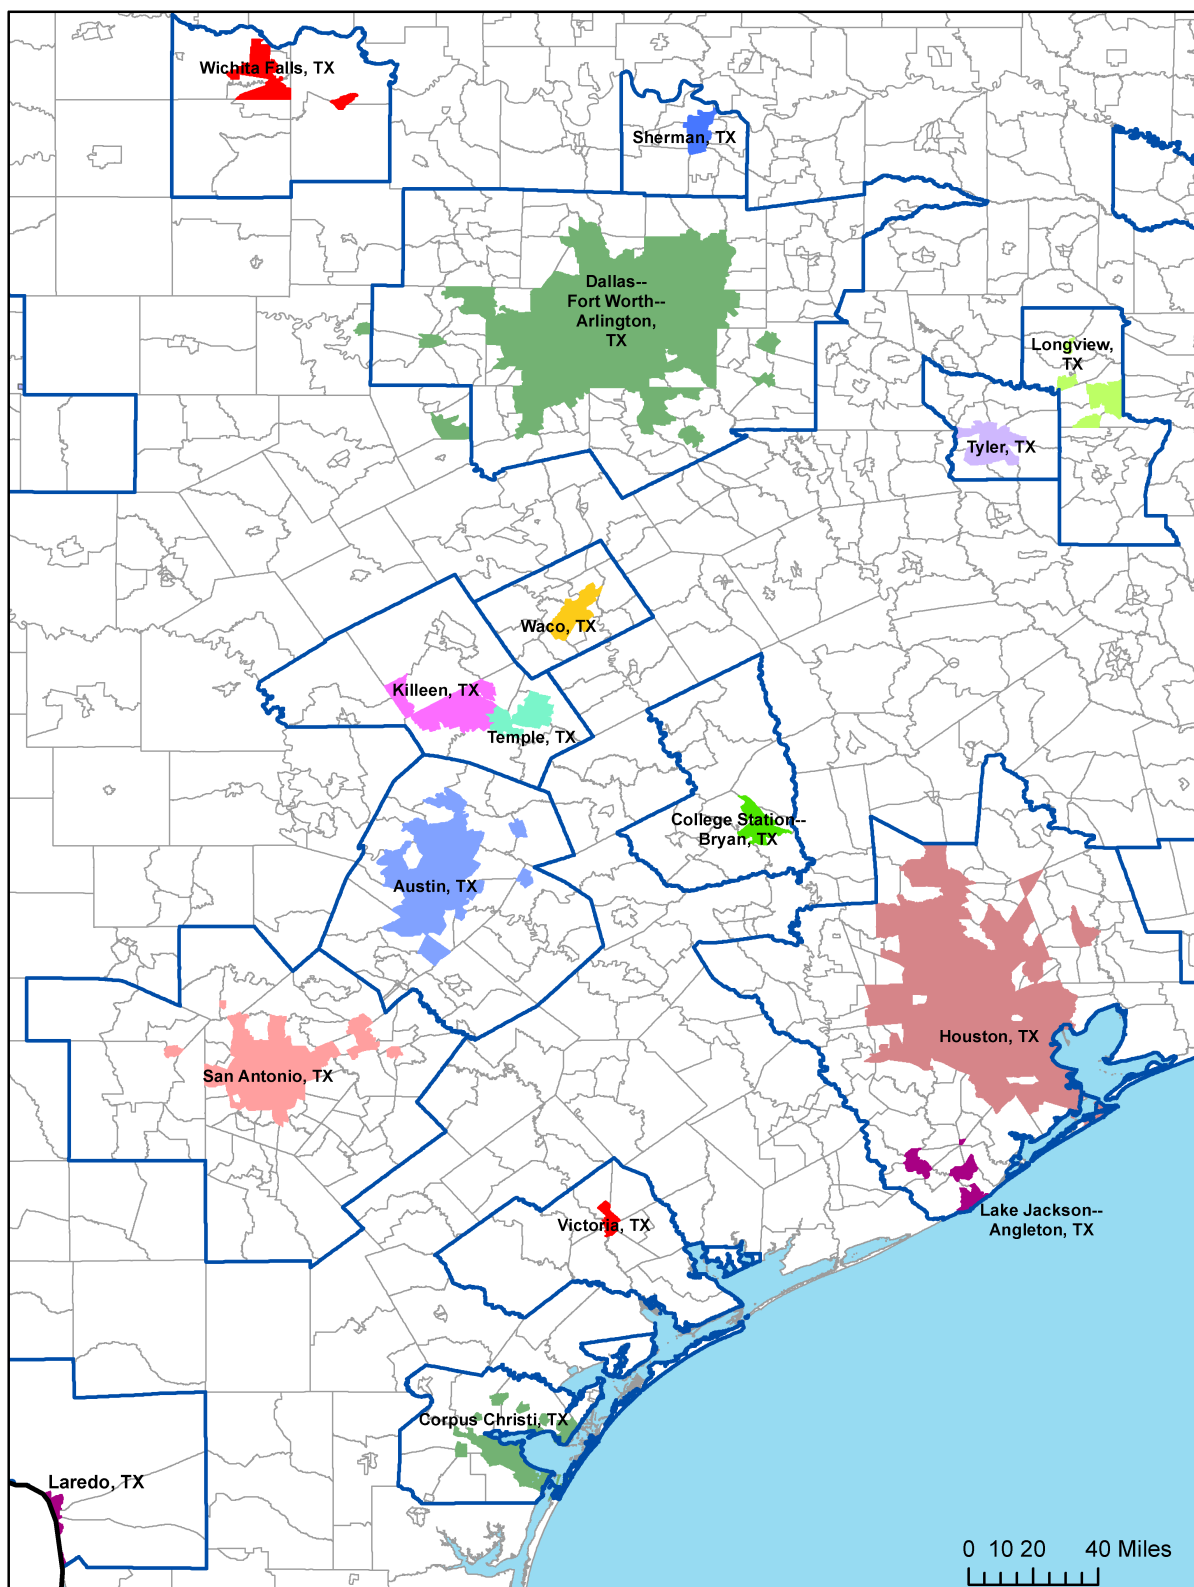 Wichita Falls, TX
Sherman, TX
Dallas--
Fort Worth--
Arlington,
TX
Longview,
TX
Tyler, TX
Waco, TX
Killeen, TX
Temple, TX
College Station--
Bryan, TX
Austin, TX
Houston, TX
San Antonio, TX
Lake Jackson--
Angleton, TX
Victoria, TX
Corpus Christi, TX
Laredo, TX
0 10 20 40 Miles